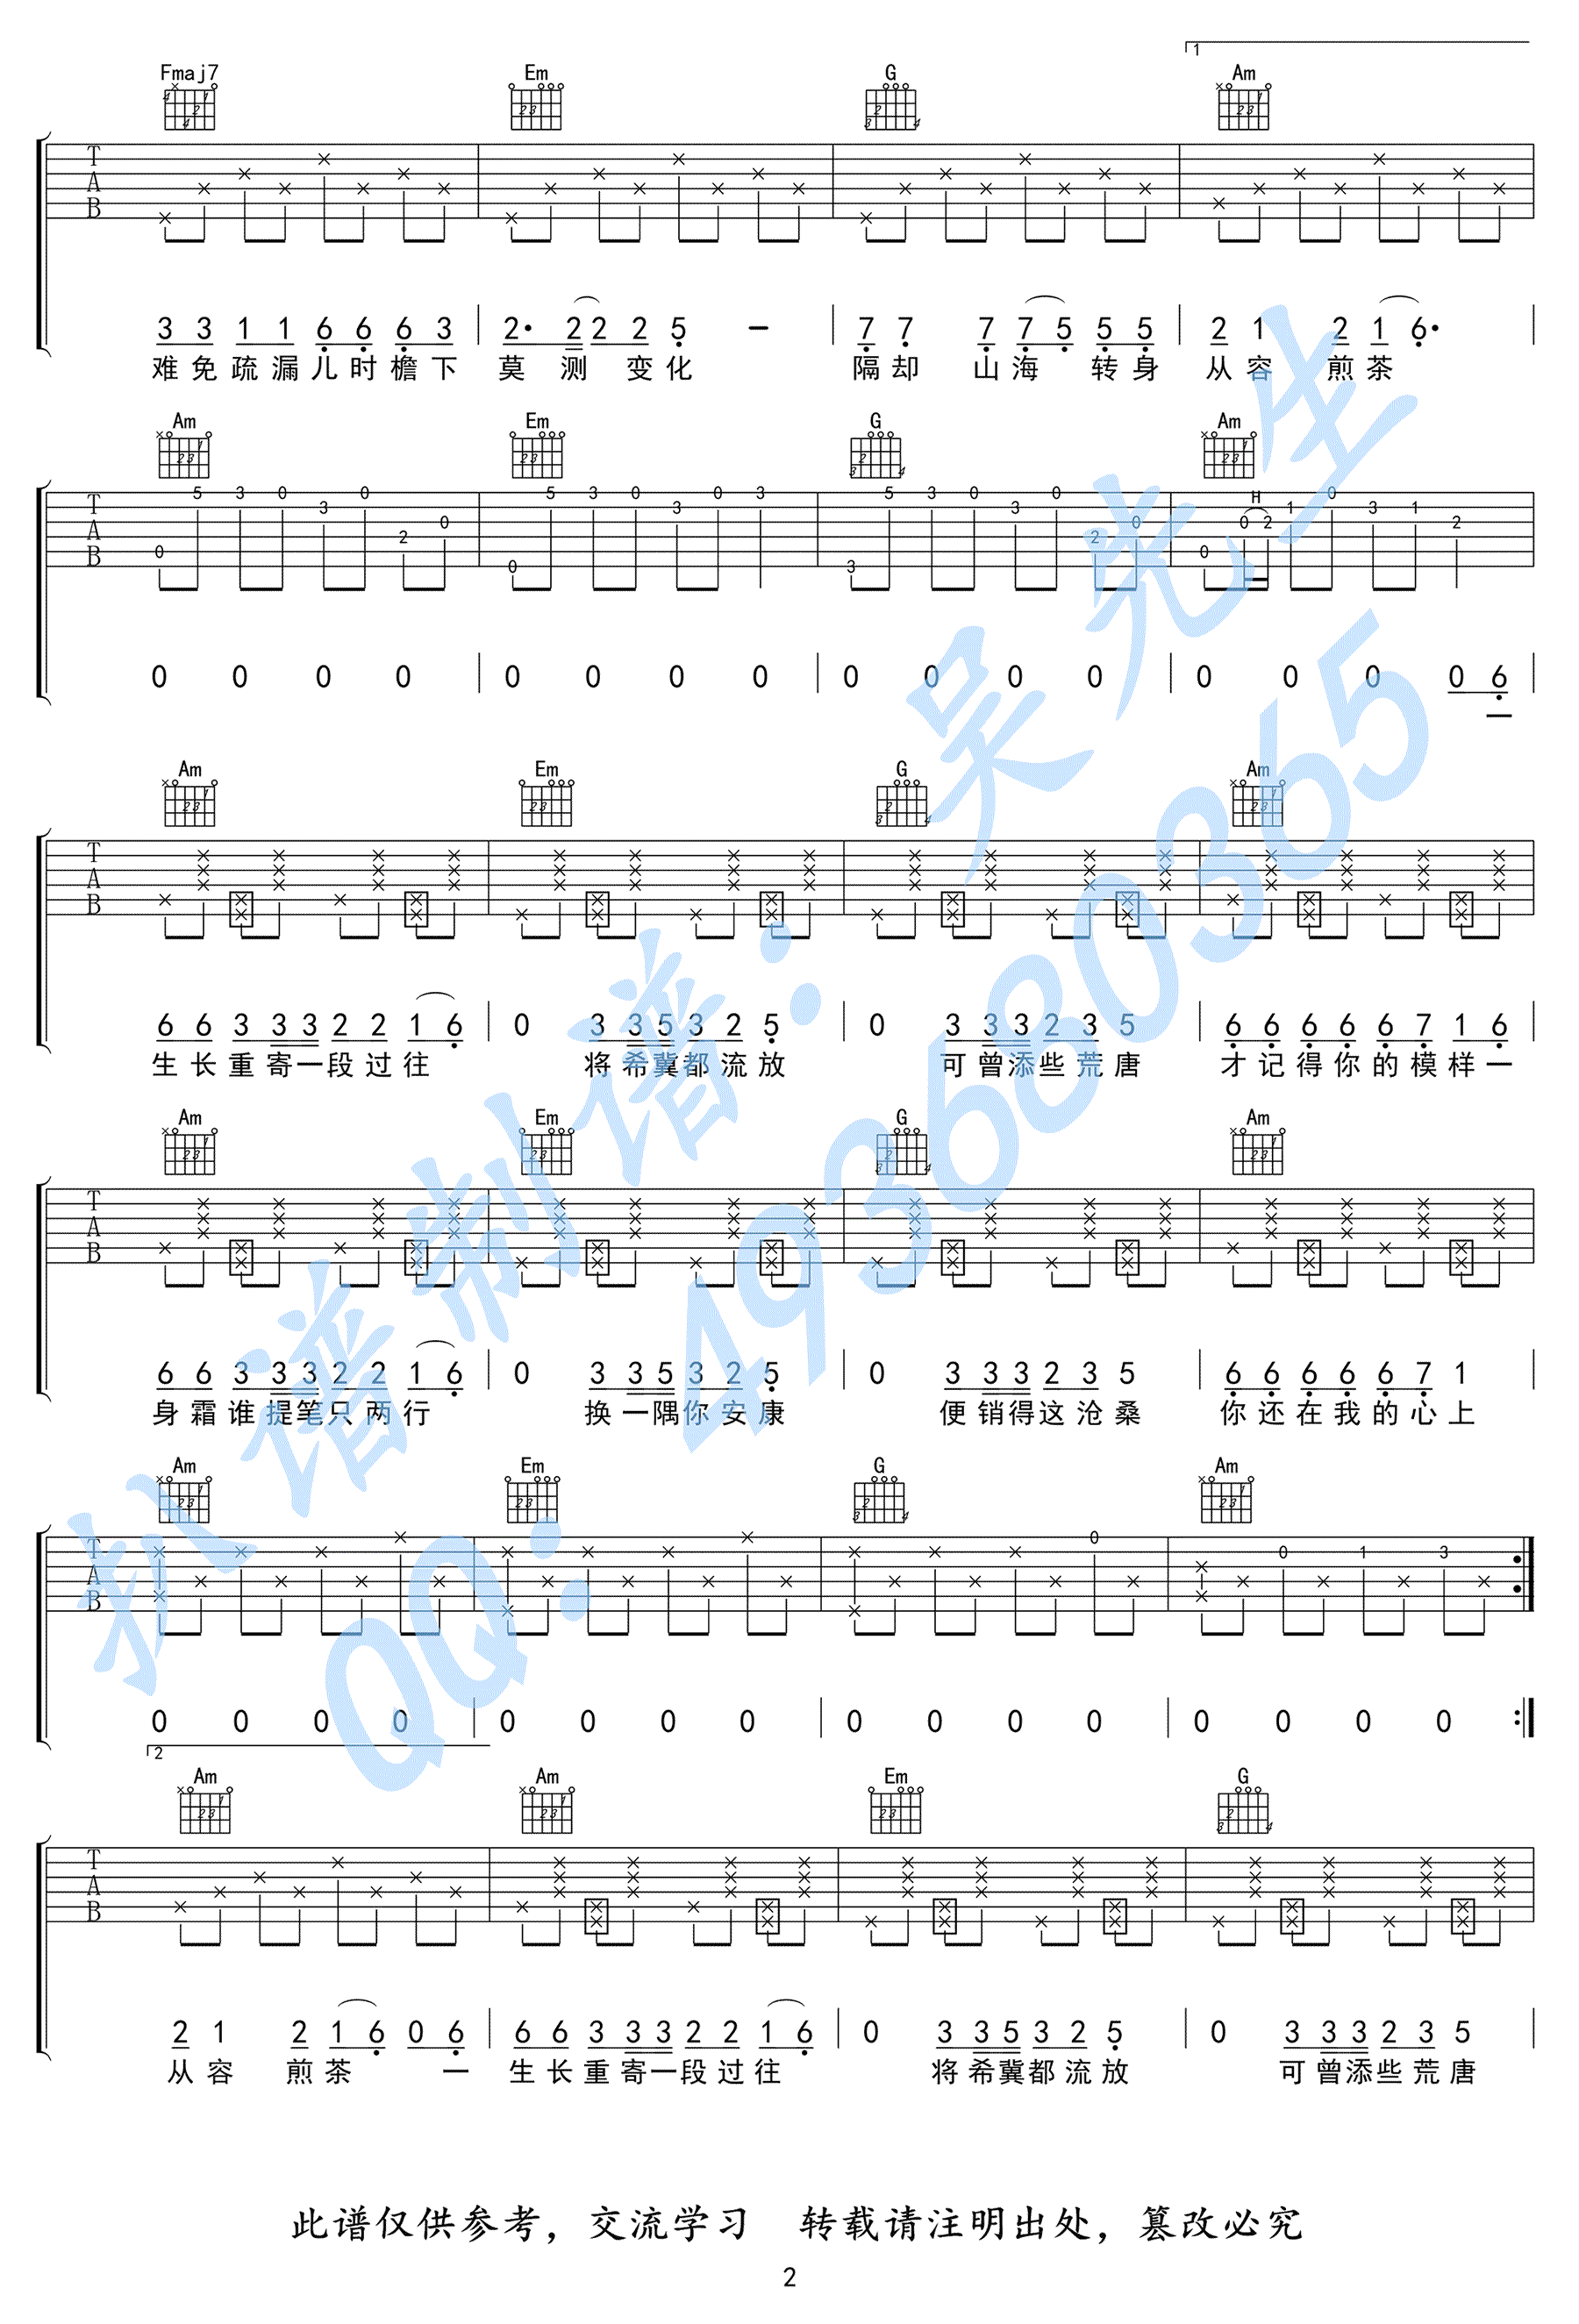 1
Fmaj7 Em G Am
T A B
3 3 1 1 6 6 6 3 2· 2 2 2 5 - 7 7 7 7 5 5 5 2 1 2 1 6·
难免疏漏儿时檐下 莫测变化 隔却山海转身 从容煎茶
Am Em G Am
H
T A B
0 5 3 0 3 0 2 0 0 5 3 0 3 0 3 3 5 3 0 3 0 2 0 0 0 2 1 0 3 1 2
0 0 0 0 0 0 0 0 0 0 0 0 0 0 0 0 6
一
Am Em G Am
T A B
6 6 3 3 3 2 2 1 6 0 3 3 5 3 2 5 0 3 3 3 2 3 5 6 6 6 6 6 7 1 6
生长重寄一段过往 将希冀都流放 可曾添些荒唐 才记得你的模样一
Am Em G Am
T A B
6 6 3 3 3 2 2 1 6 0 3 3 5 3 2 5 0 3 3 3 2 3 5 6 6 6 6 6 7 1
身霜谁提笔只两行 换一隅你安康 便销得这沧桑 你还在我的心上
Am Em G Am
T A B
0 0 1 3
0 0 0 0 0 0 0 0 0 0 0 0 0 0 0 0
2
Am Am Em G
T A B
2 1 2 1 6 0 6 6 6 3 3 3 2 2 1 6 0 3 3 5 3 2 5 0 3 3 3 2 3 5
从容煎茶 一 生长重寄一段过往 将希冀都流放 可曾添些荒唐
扒谱制谱：吴先生
QQ：493680365
此谱仅供参考，交流学习 转载请注明出处，篡改必究
2